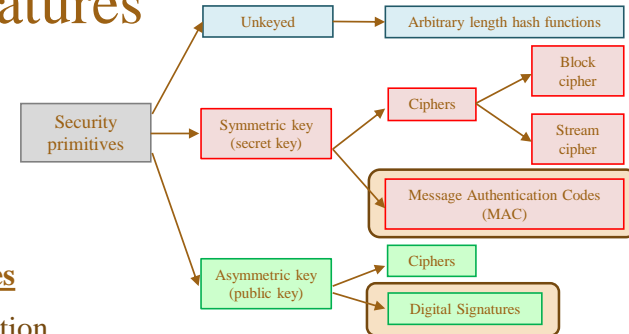 atures
Unkeyed
Arbitrary length hash functions
Block
cipher
Ciphers
Security
primitives
Symmetric key
(secret key)
Stream
cipher
Message Authentication Codes
(MAC)
Ciphers
Asymmetric key
(public key)
es
Digital Signatures
tion